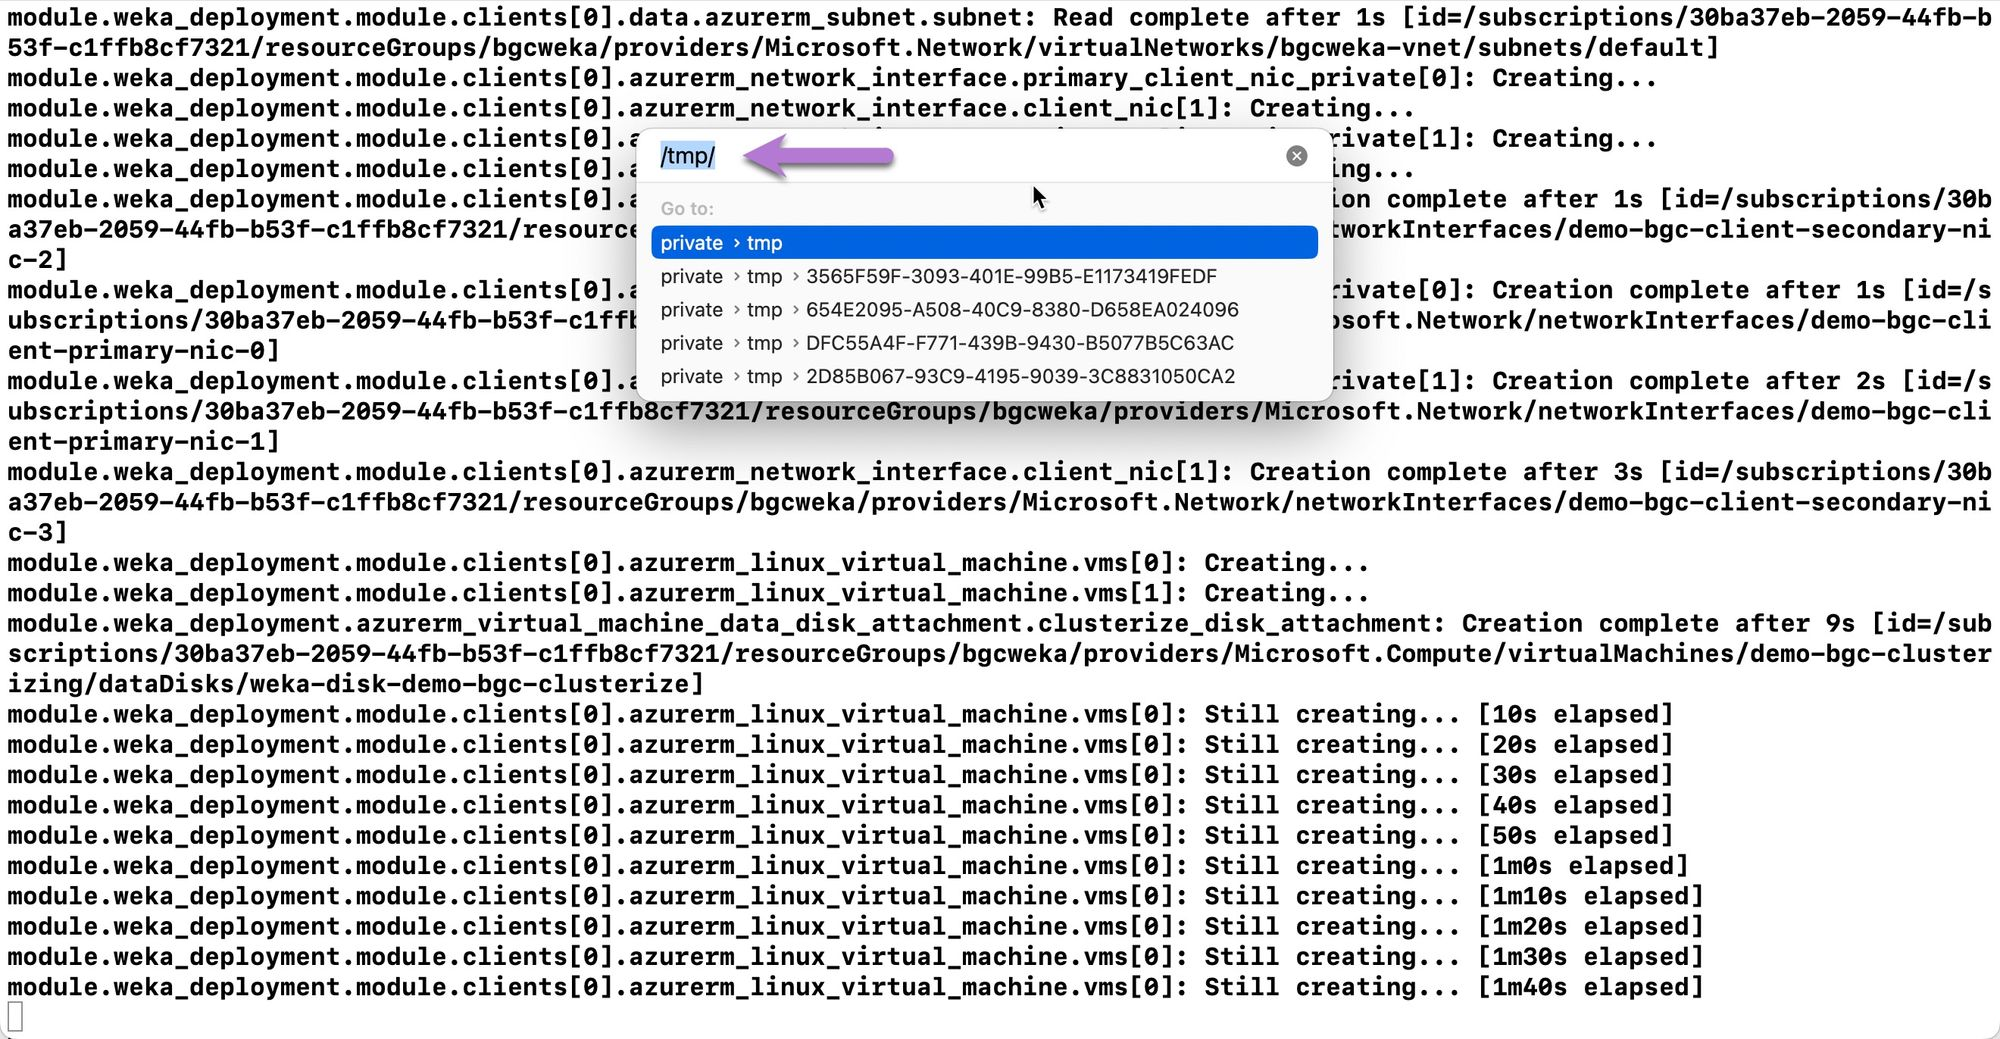 module.weka_deployment.module.clients[0].data.azurerm_subnet.subnet: Read complete after 1s [id=/subscriptions/30ba37eb-2059-44fb-b
53f-c1ffb8cf7321/resourceGroups/bgcweka/providers/Microsoft.Network/virtualNetworks/bgcweka-vnet/subnets/default]
module.weka_deployment.module.clients[0].azurerm_network_interface.primary_client_nic_private[0]: Creating...
module.weka_deployment.module.clients[0].azurerm_network_interface.client_nic[1]: Creating...
module.weka_deployment.module.clients[0].a rivate[1]: Creating...
module.weka_deployment.module.clients[0].a ing...
module.weka_deployment.module.clients[0].a ion complete after 1s [id=/subscriptions/30b
a37eb-2059-44fb-b53f-c1ffb8cf7321/resource tworkInterfaces/demo-bgc-client-secondary-ni
c-2]
module.weka_deployment.module.clients[0].a rivate[0]: Creation complete after 1s [id=/s
ubscriptions/30ba37eb-2059-44fb-b53f-c1ffb osoft.Network/networkInterfaces/demo-bgc-cli
ent-primary-nic-0]
module.weka_deployment.module.clients[0].a rivate[1]: Creation complete after 2s [id=/s
ubscriptions/30ba37eb-2059-44fb-b53f-c1ffb8cf7321/resourceGroups/bgcweka/providers/Microsoft.Network/networkInterfaces/demo-bgc-cli
ent-primary-nic-1]
module.weka_deployment.module.clients[0].azurerm_network_interface.client_nic[1]: Creation complete after 3s [id=/subscriptions/30b
a37eb-2059-44fb-b53f-c1ffb8cf7321/resourceGroups/bgcweka/providers/Microsoft.Network/networkInterfaces/demo-bgc-client-secondary-ni
c-3]
module.weka_deployment.module.clients[0].azurerm_linux_virtual_machine.vms[0]: Creating...
module.weka_deployment.module.clients[0].azurerm_linux_virtual_machine.vms[1]: Creating...
module.weka_deployment.azurerm_virtual_machine_data_disk_attachment.clusterize_disk_attachment: Creation complete after 9s [id=/sub
scriptions/30ba37eb-2059-44fb-b53f-c1ffb8cf7321/resourceGroups/bgcweka/providers/Microsoft.Compute/virtualMachines/demo-bgc-cluster
izing/dataDisks/weka-disk-demo-bgc-clusterize]
module.weka_deployment.module.clients[0].azurerm_linux_virtual_machine.vms[0]: Still creating... [10s elapsed]
module.weka_deployment.module.clients[0].azurerm_linux_virtual_machine.vms[0]: Still creating... [20s elapsed]
module.weka_deployment.module.clients[0].azurerm_linux_virtual_machine.vms[0]: Still creating... [30s elapsed]
module.weka_deployment.module.clients[0].azurerm_linux_virtual_machine.vms[0]: Still creating... [40s elapsed]
module.weka_deployment.module.clients[0].azurerm_linux_virtual_machine.vms[0]: Still creating... [50s elapsed]
module.weka_deployment.module.clients[0].azurerm_linux_virtual_machine.vms[0]: Still creating... [1m0s elapsed]
module.weka_deployment.module.clients[0].azurerm_linux_virtual_machine.vms[0]: Still creating... [1m10s elapsed]
module.weka_deployment.module.clients[0].azurerm_linux_virtual_machine.vms[0]: Still creating... [1m20s elapsed]
module.weka_deployment.module.clients[0].azurerm_linux_virtual_machine.vms[0]: Still creating... [1m30s elapsed]
module.weka_deployment.module.clients[0].azurerm_linux_virtual_machine.vms[0]: Still creating... [1m40s elapsed]
/tmp/
Go to:
private › tmp
private › tmp › 3565F59F-3093-401E-99B5-E1173419FEDF
private › tmp › 654E2095-A508-40C9-8380-D658EA024096
private › tmp › DFC55A4F-F771-439B-9430-B5077B5C63AC
private › tmp › 2D85B067-93C9-4195-9039-3C8831050CA2